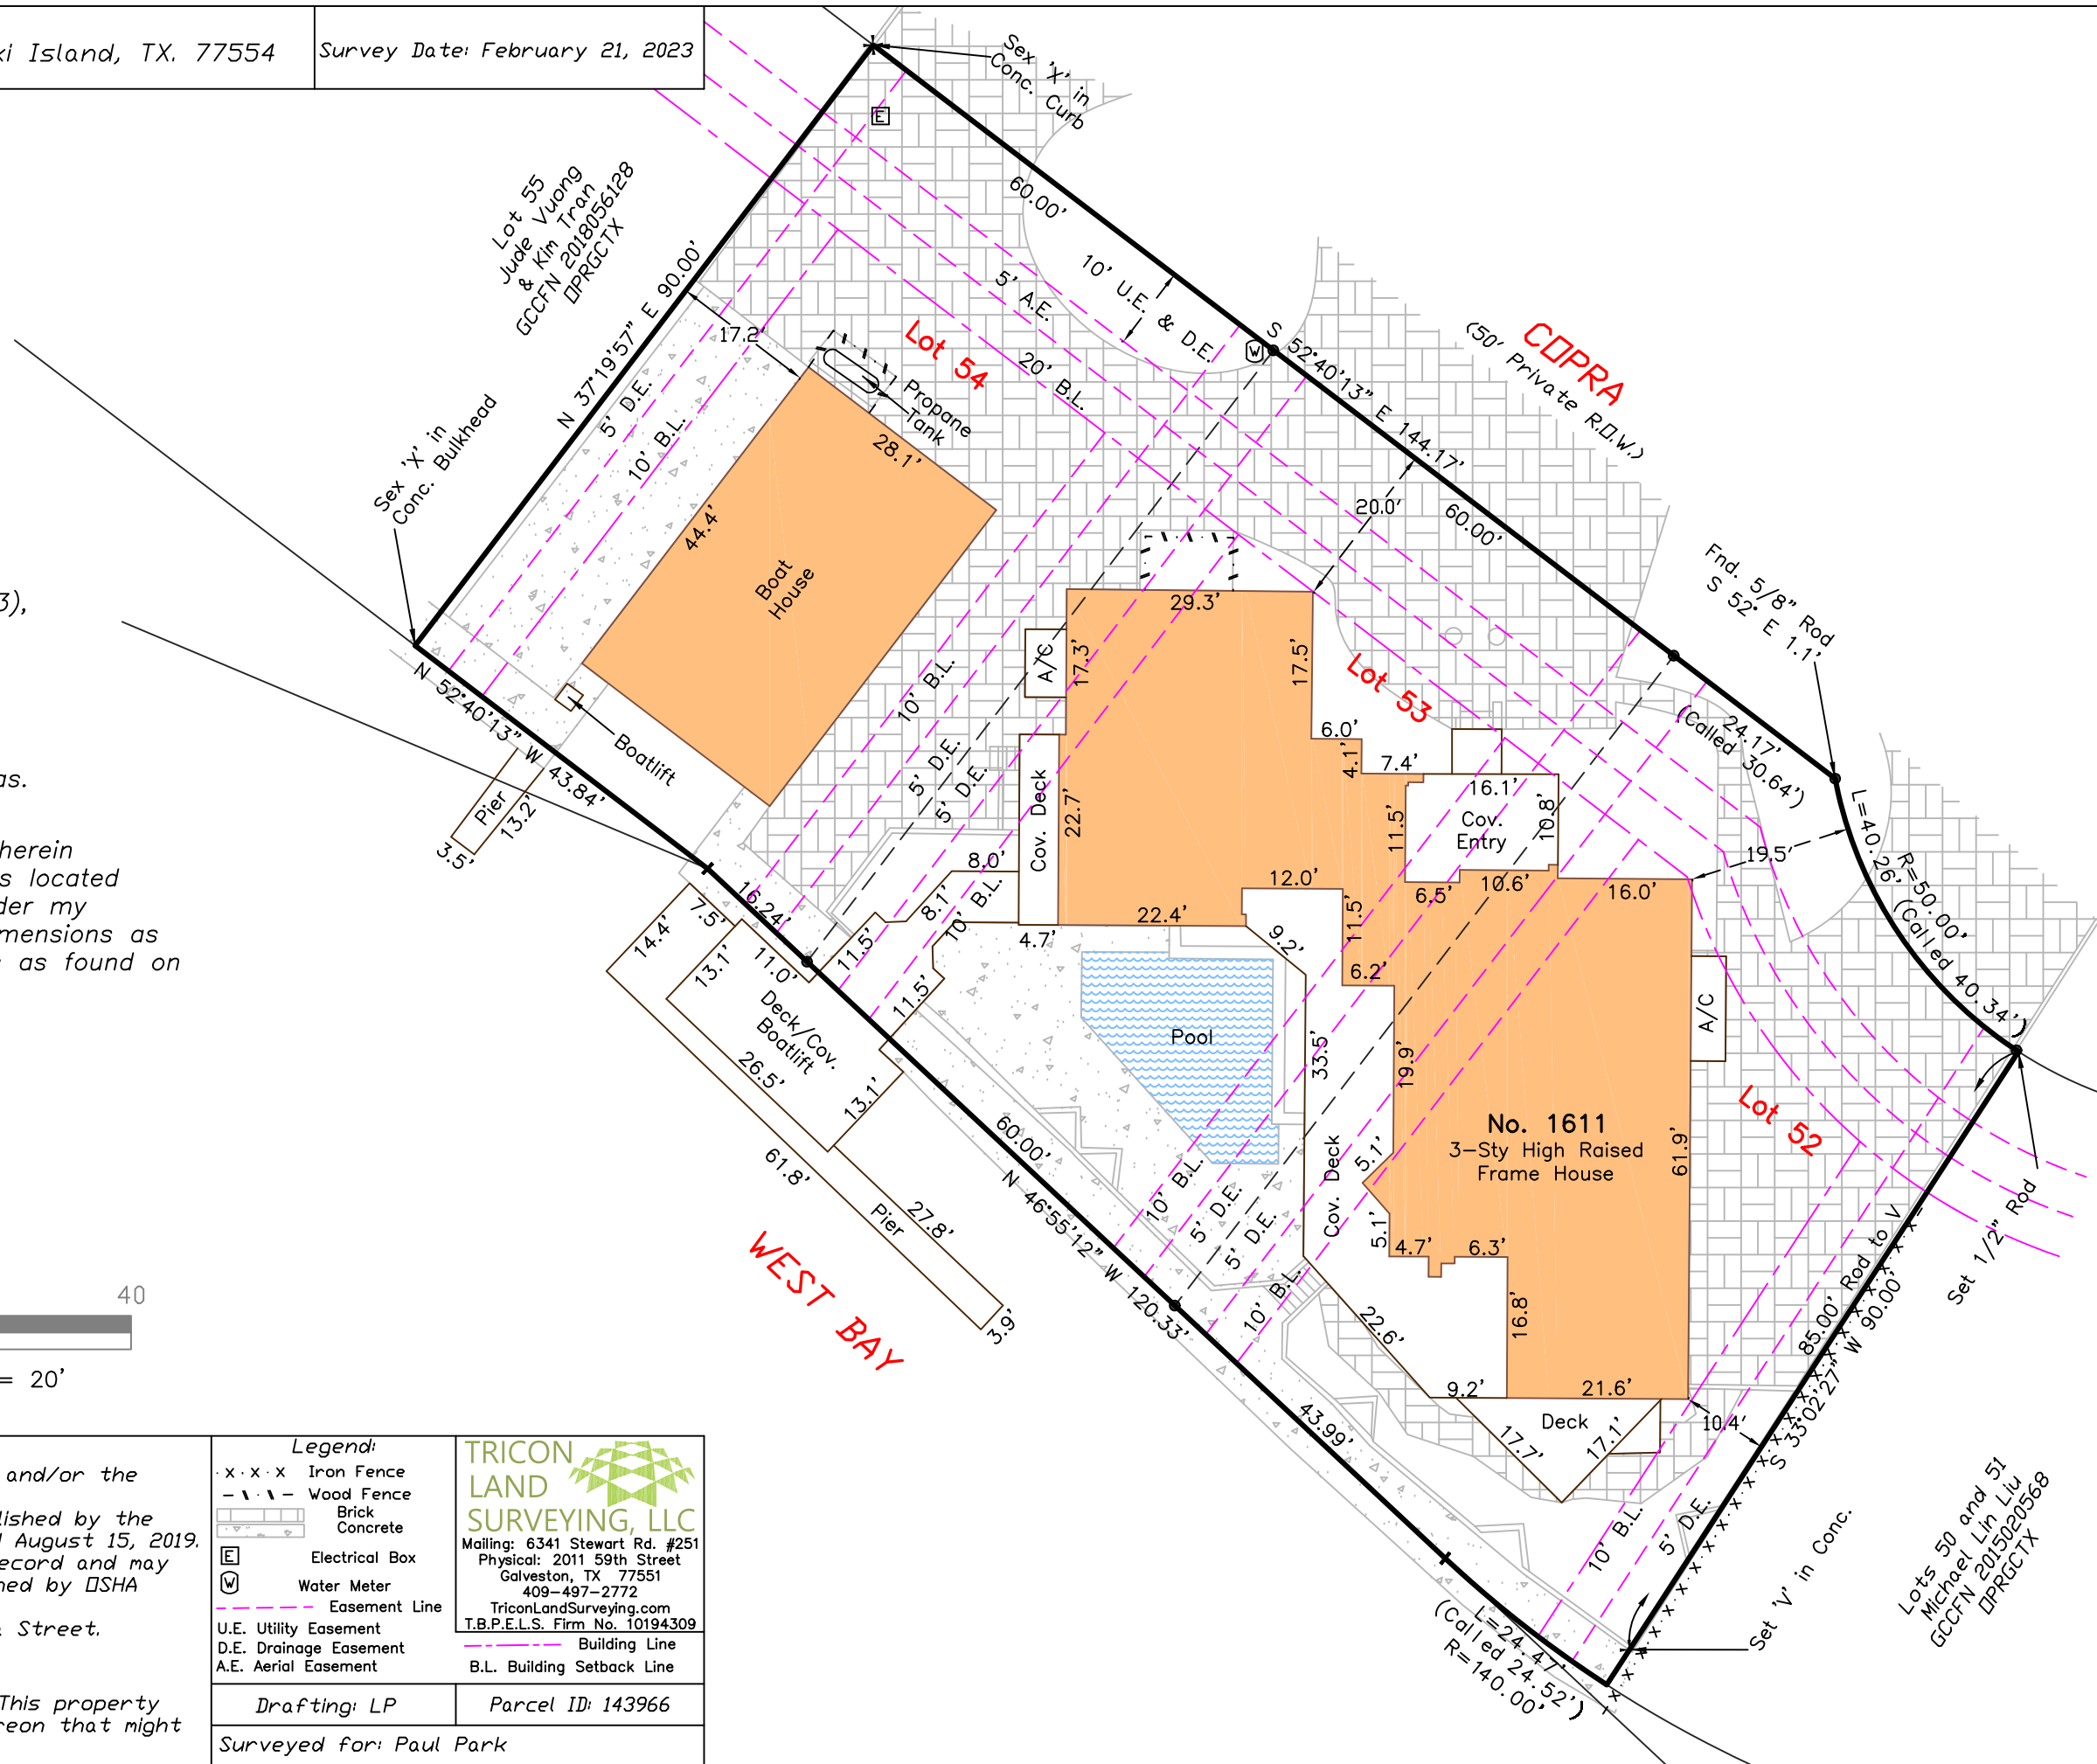 ki Island, TX. 77554
Survey Date: February 21, 2023
Sex 'X' in
Conc. Curb
E
60.00'
10' U.E. & D.E.
5' A.E.
20' B.L.
Lot 55
Jude Vuong
& Kim Tran
GCCFN 2018056128
OPRGCTX
N 37°19'57" E 90.00'
5' D.E.
10' B.L.
17.2'
Lot 54
Propane
Tank
W
S 52°40'13" E 144.17'
COPRA
(50' Private R.O.W.)
20.0'
60.00'
Fnd. 5/8" Rod
S 52° E 1.1'
Sex 'X' in
Conc. Bulkhead
28.1'
44.4'
Boat
House
29.3'
A/C
17.3'
17.5'
Lot 53
6.0'
4.1'
7.4'
16.1'
Cov.
Entry
10.8'
11.5'
24.17'
(Called 30.64')
19.5'
L=40.26' (Called 40.34')
R=50.00'
3),
N 52°40'13" W 43.84'
Boatlift
Pier
13.2'
3.5'
10' B.L.
5' D.E.
5' D.E.
10' B.L.
Cov. Deck
22.7'
8.0'
8.1'
12.0'
6.5'
10.6'
16.0'
as.
herein
s located
der my
mensions as
s as found on
16.24'
7.5'
14.4'
13.1'
11.0'
11.5'
11.5'
4.7'
22.4'
9.2'
11.5'
6.2'
Deck/Cov.
Boatlift
26.5'
13.1'
61.8'
Pier
27.8'
3.9'
Pool
33.5'
19.9'
A/C
No. 1611
3-Sty High Raised
Frame House
61.9'
Lot 52
60.00'
N 46°55'12" W 120.33'
WEST BAY
10' B.L.
5' D.E.
5' D.E.
10' B.L.
Cov. Deck
5.1'
5.1'
4.7'
6.3'
16.8'
22.6'
9.2'
21.6'
Deck
17.7'
17.1'
10.4'
85.00' Rod to V
S 33°02'27" W 90.00'
Set 1/2" Rod
43.99'
10' B.L.
5' D.E.
L=24.47'
(Called 24.52')
R=140.00'
Set 'V' in Conc.
Lots 50 and 51
Michael Lin Liu
GCCFN 2015020568
OPRGCTX
40
= 20'
and/or the
lished by the
d August 15, 2019.
ecord and may
ned by OSHA
Street.
This property
reon that might
Legend:
x x x Iron Fence
Wood Fence
Brick
Concrete
E Electrical Box
W Water Meter
Easement Line
U.E. Utility Easement
D.E. Drainage Easement
A.E. Aerial Easement
TRICON
LAND
SURVEYING, LLC
Mailing: 6341 Stewart Rd. #251
Physical: 2011 59th Street
Galveston, TX 77551
409-497-2772
TriconLandSurveying.com
T.B.P.E.L.S. Firm No. 10194309
Building Line
B.L. Building Setback Line
Drafting: LP
Parcel ID: 143966
Surveyed for: Paul Park